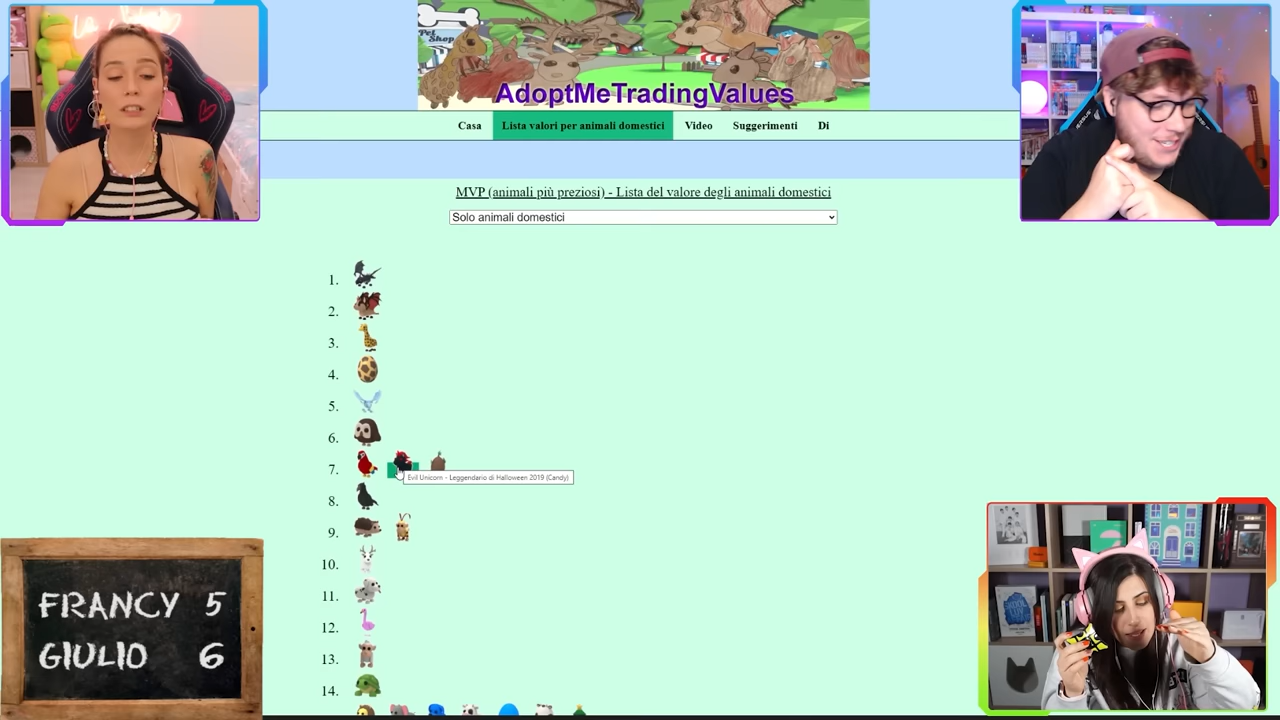 Pet
Shop
AdoptMeTradingValues
Casa
Lista valori per animali domestici
Video
Suggerimenti
Di
MVP (animali più preziosi) - Lista del valore degli animali domestici
Solo animali domestici
1.
2.
3.
4.
5.
6.
7.
Evil Unicorn - Leggendario di Halloween 2019 (Candy)
8.
9.
10.
11.
12.
13.
14.
FRANCY 5
GIULIO 6